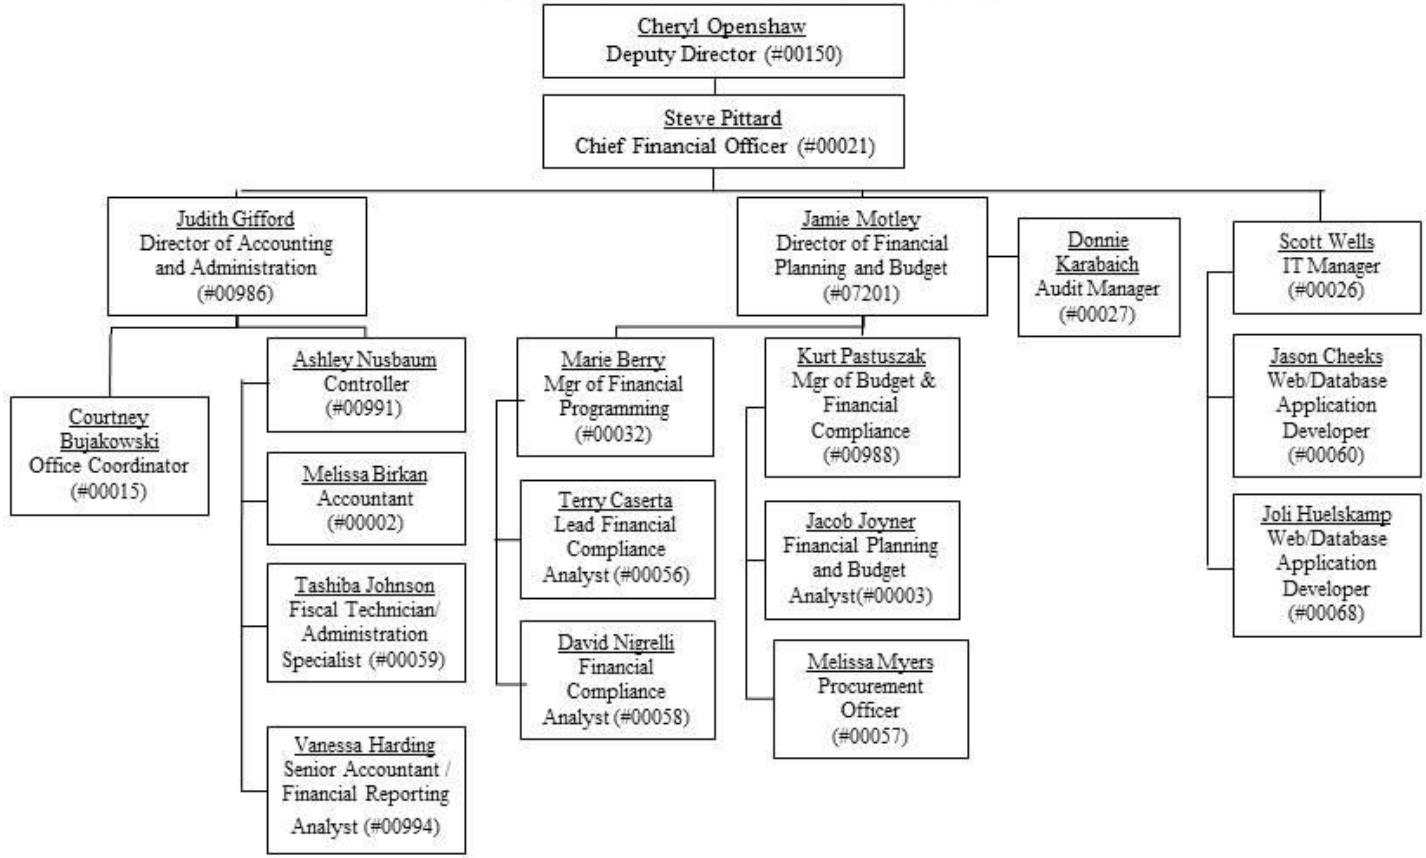 Cheryl Openshaw
Deputy Director (#00150)
Steve Pittard
Chief Financial Officer (#00021)
Judith Gifford
Director of Accounting
and Administration
(#00986)
Jamie Motley
Director of Financial
Planning and Budget
(#07201)
Donnie
Karabaich
Audit Manager
(#00027)
Scott Wells
IT Manager
(#00026)
Courtney
Bujakowski
Office Coordinator
(#00015)
Ashley Nusbaum
Controller
(#00991)
Melissa Birkan
Accountant
(#00002)
Tashiba Johnson
Fiscal Technician/
Administration
Specialist (#00059)
Vanessa Harding
Senior Accountant /
Financial Reporting
Analyst (#00994)
Marie Berry
Mgr of Financial
Programming
(#00032)
Terry Caserta
Lead Financial
Compliance
Analyst (#00056)
David Nigrelli
Financial
Compliance
Analyst (#00058)
Kurt Pastuszak
Mgr of Budget &
Financial
Compliance
(#00988)
Jacob Joyner
Financial Planning
and Budget
Analyst(#00003)
Melissa Myers
Procurement
Officer
(#00057)
Jason Cheeks
Web/Database
Application
Developer
(#00060)
Joli Huelskamp
Web/Database
Application
Developer
(#00068)